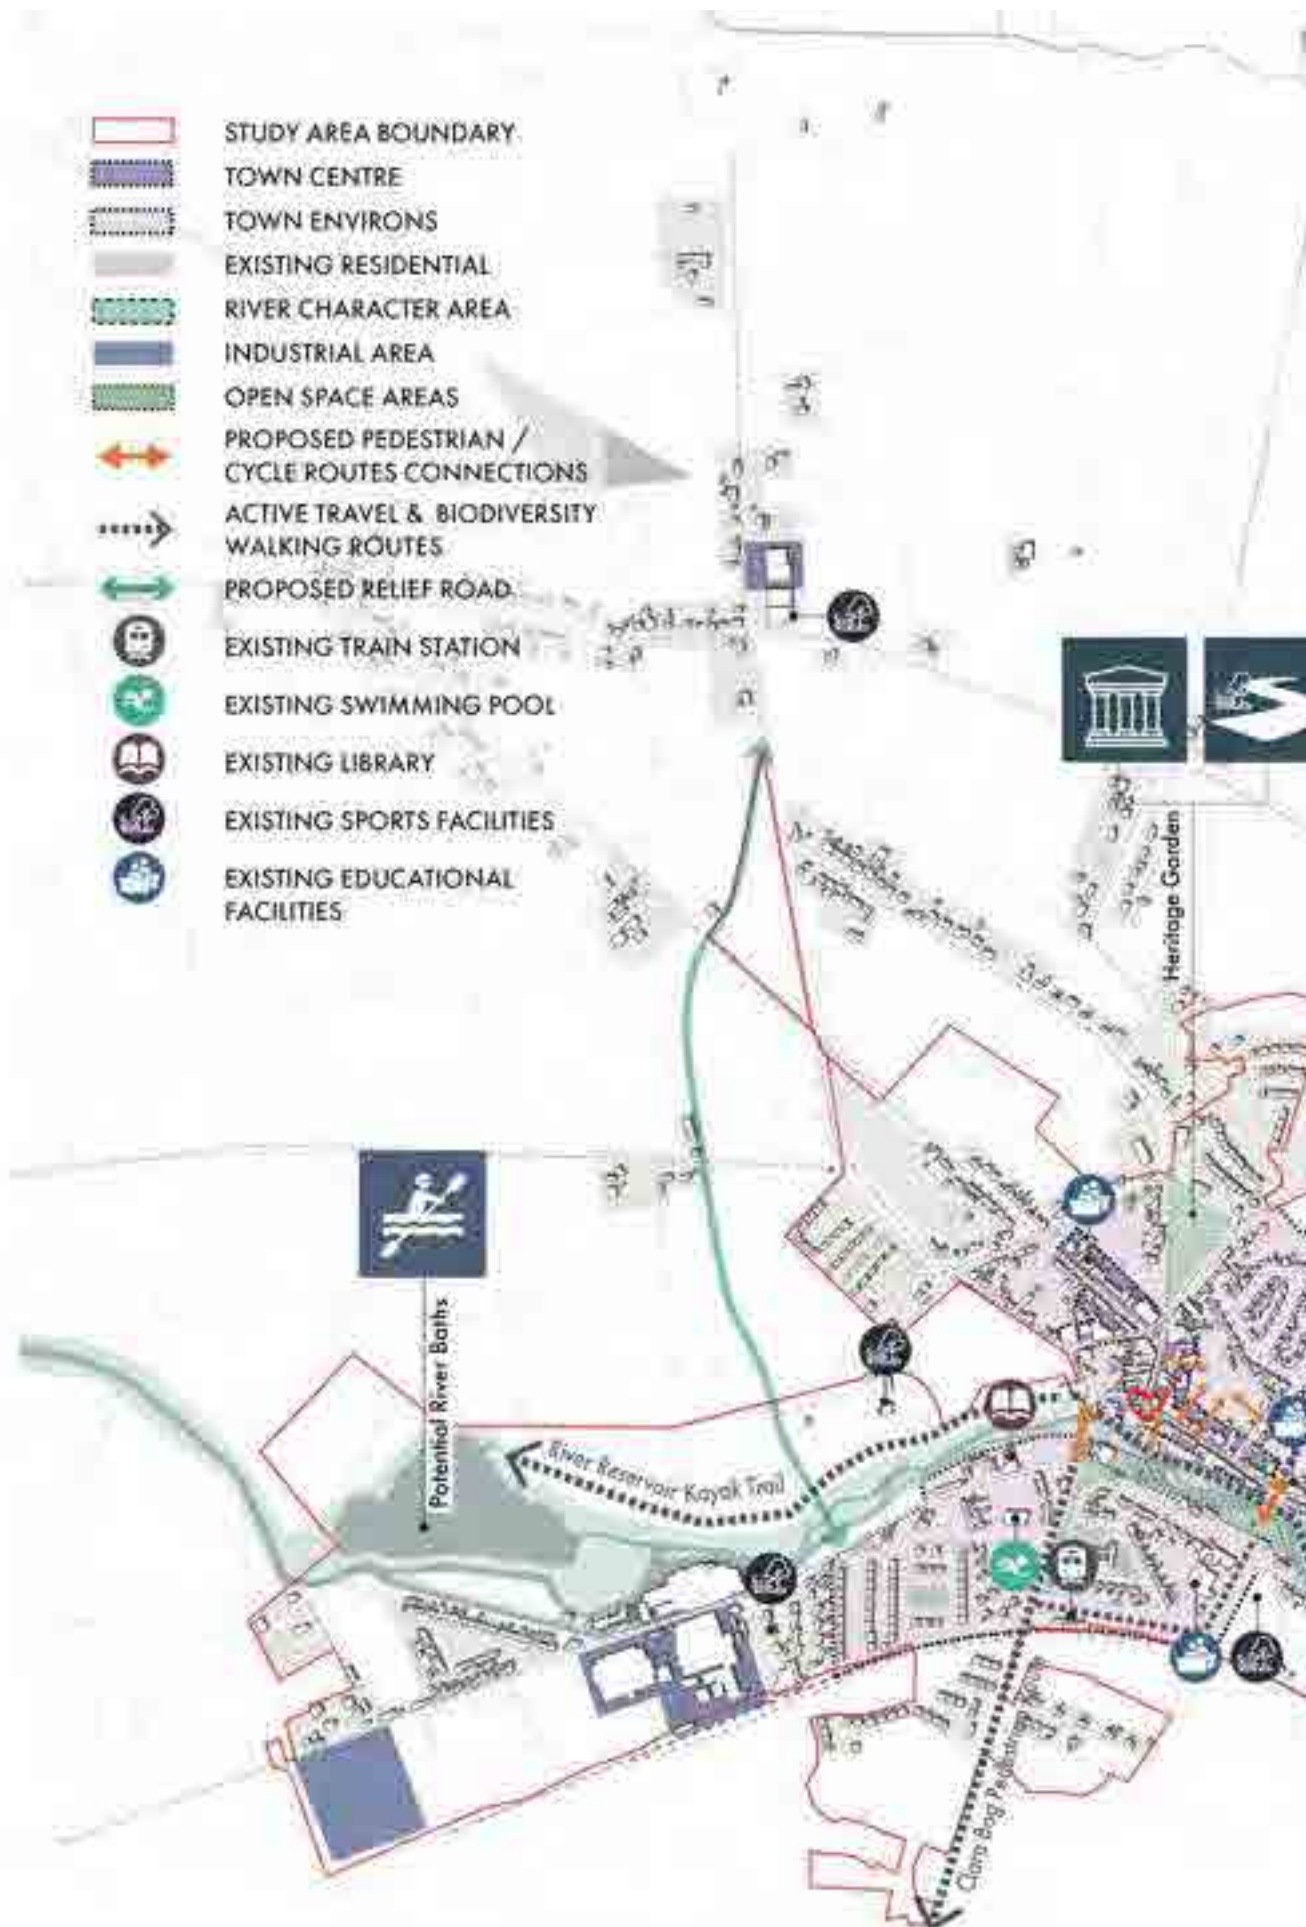 STUDY AREA BOUNDARY
TOWN CENTRE
TOWN ENVIRONS
EXISTING RESIDENTIAL
RIVER CHARACTER AREA
INDUSTRIAL AREA
OPEN SPACE AREAS
PROPOSED PEDESTRIAN /
CYCLE ROUTES CONNECTIONS
ACTIVE TRAVEL & BIODIVERSITY
WALKING ROUTES
PROPOSED RELIEF ROAD
EXISTING TRAIN STATION
EXISTING SWIMMING POOL
EXISTING LIBRARY
EXISTING SPORTS FACILITIES
EXISTING EDUCATIONAL
FACILITIES
Heritage Garden
Potential River Baths
River Reservoir Kayak Trail
Clara Bog Pedestrian